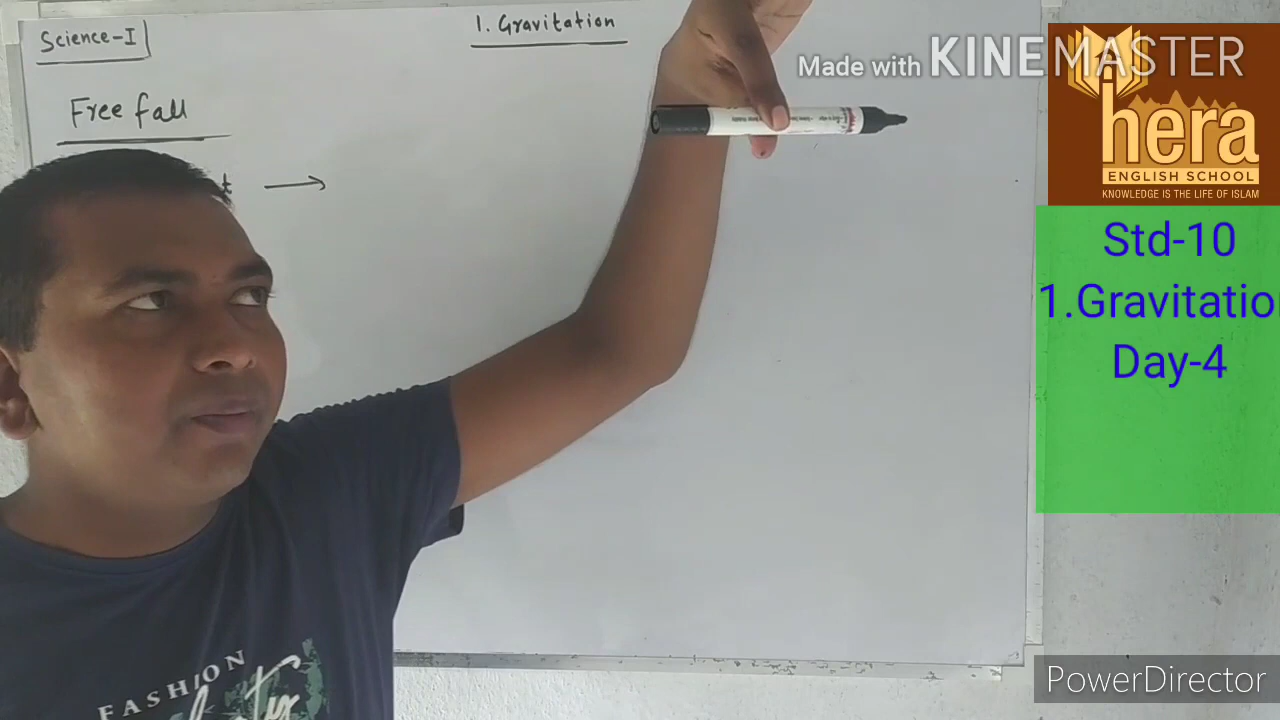 Science-I
1. Gravitation
Free fall
Made with KINEMASTER
hera
ENGLISH SCHOOL
KNOWLEDGE IS THE LIFE OF ISLAM
Std-10
1.Gravitatio
Day-4
FASHION
PowerDirector